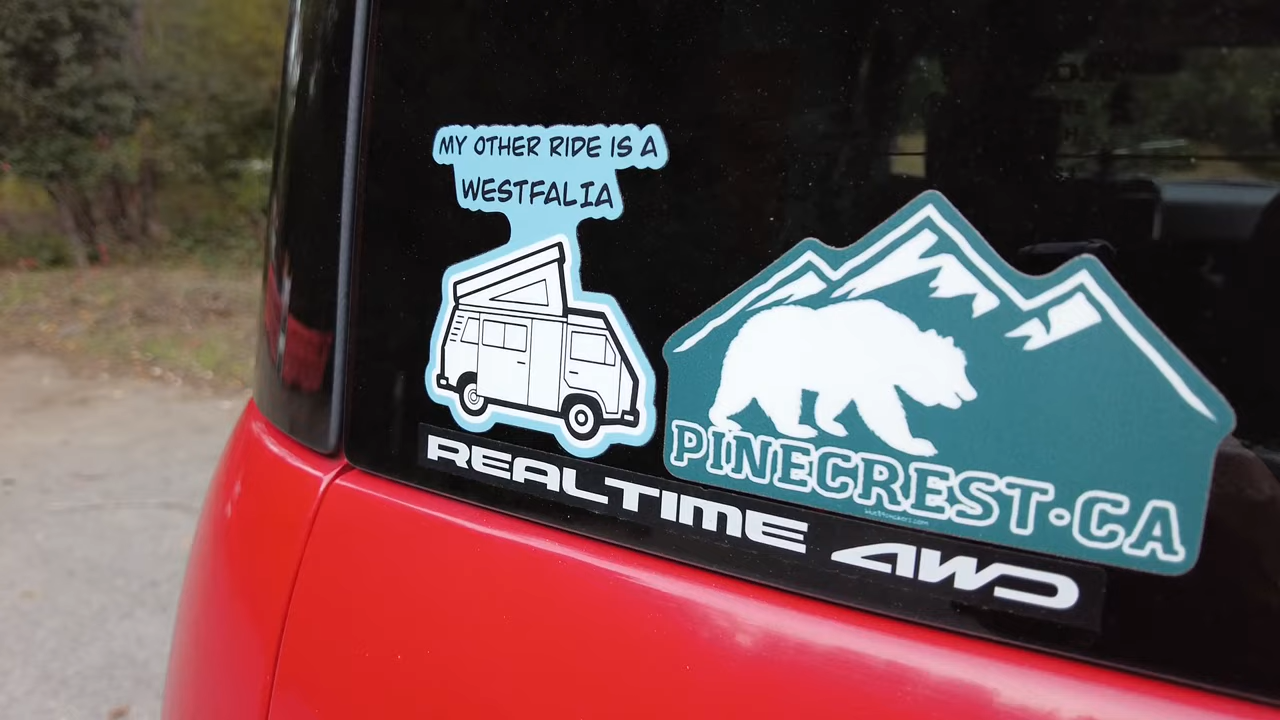 MY OTHER RIDE IS A
WESTFALIA
PINECREST·CA
REALTIME 4WD